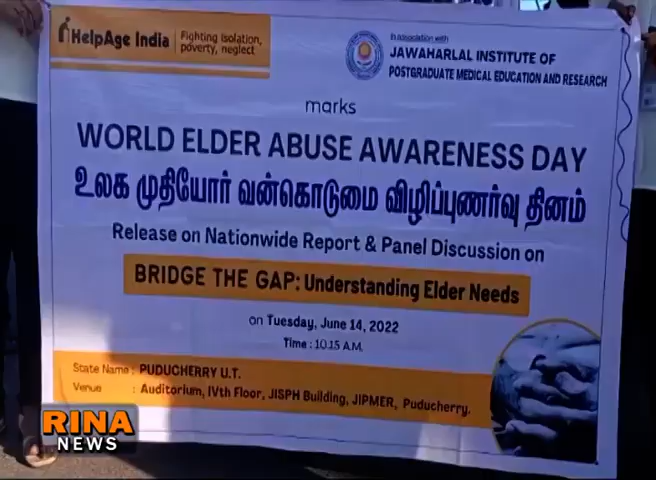 HelpAge India
Fighting isolation,
poverty, neglect
In association with
JAWAHARLAL INSTITUTE OF
POSTGRADUATE MEDICAL EDUCATION AND RESEARCH
marks
WORLD ELDER ABUSE AWARENESS DAY
உலக முதியோர் வன்கொடுமை விழிப்புணர்வு தினம்
Release on Nationwide Report & Panel Discussion on
BRIDGE THE GAP: Understanding Elder Needs
on Tuesday, June 14, 2022
Time : 10.15 A.M.
State Name : PUDUCHERRY U.T.
Venue : Auditorium, IVth Floor, JISPH Building, JIPMER, Puducherry.
RINA
NEWS